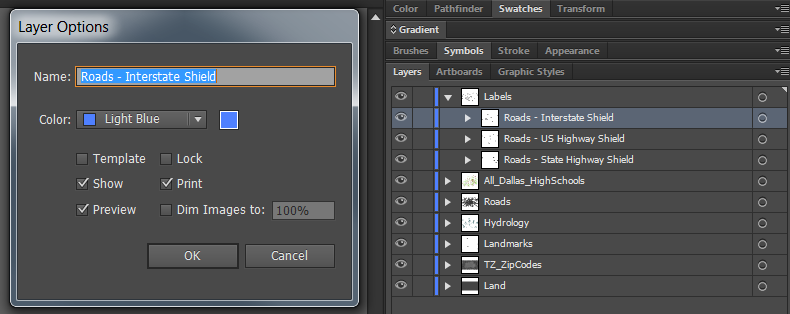 Layer Options
Name: Roads - Interstate Shield
Color: Light Blue
Template Lock
Show Print
Preview Dim Images to: 100%
OK Cancel
Color Pathfinder Swatches Transform
Gradient
Brushes Symbols Stroke Appearance
Layers Artboards Graphic Styles
Labels
Roads - Interstate Shield
Roads - US Highway Shield
Roads - State Highway Shield
All_Dallas_HighSchools
Roads
Hydrology
Landmarks
TZ_ZipCodes
Land